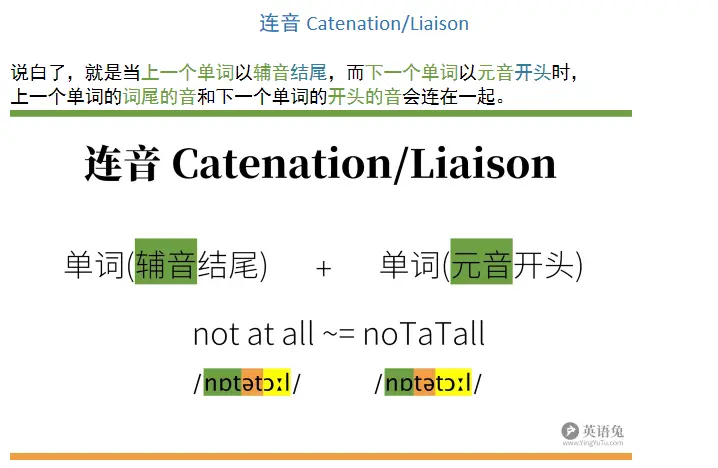 连音 Catenation/Liaison
说白了，就是当上一个单词以辅音结尾，而下一个单词以元音开头时，
上一个单词的词尾的音和下一个单词的开头的音会连在一起。
连音 Catenation/Liaison
单词(辅音结尾) + 单词(元音开头)
not at all ~= noTaTall
/nɒtətɔːl/ /nɒtətɔːl/
英语兔
www.YingYuTu.com